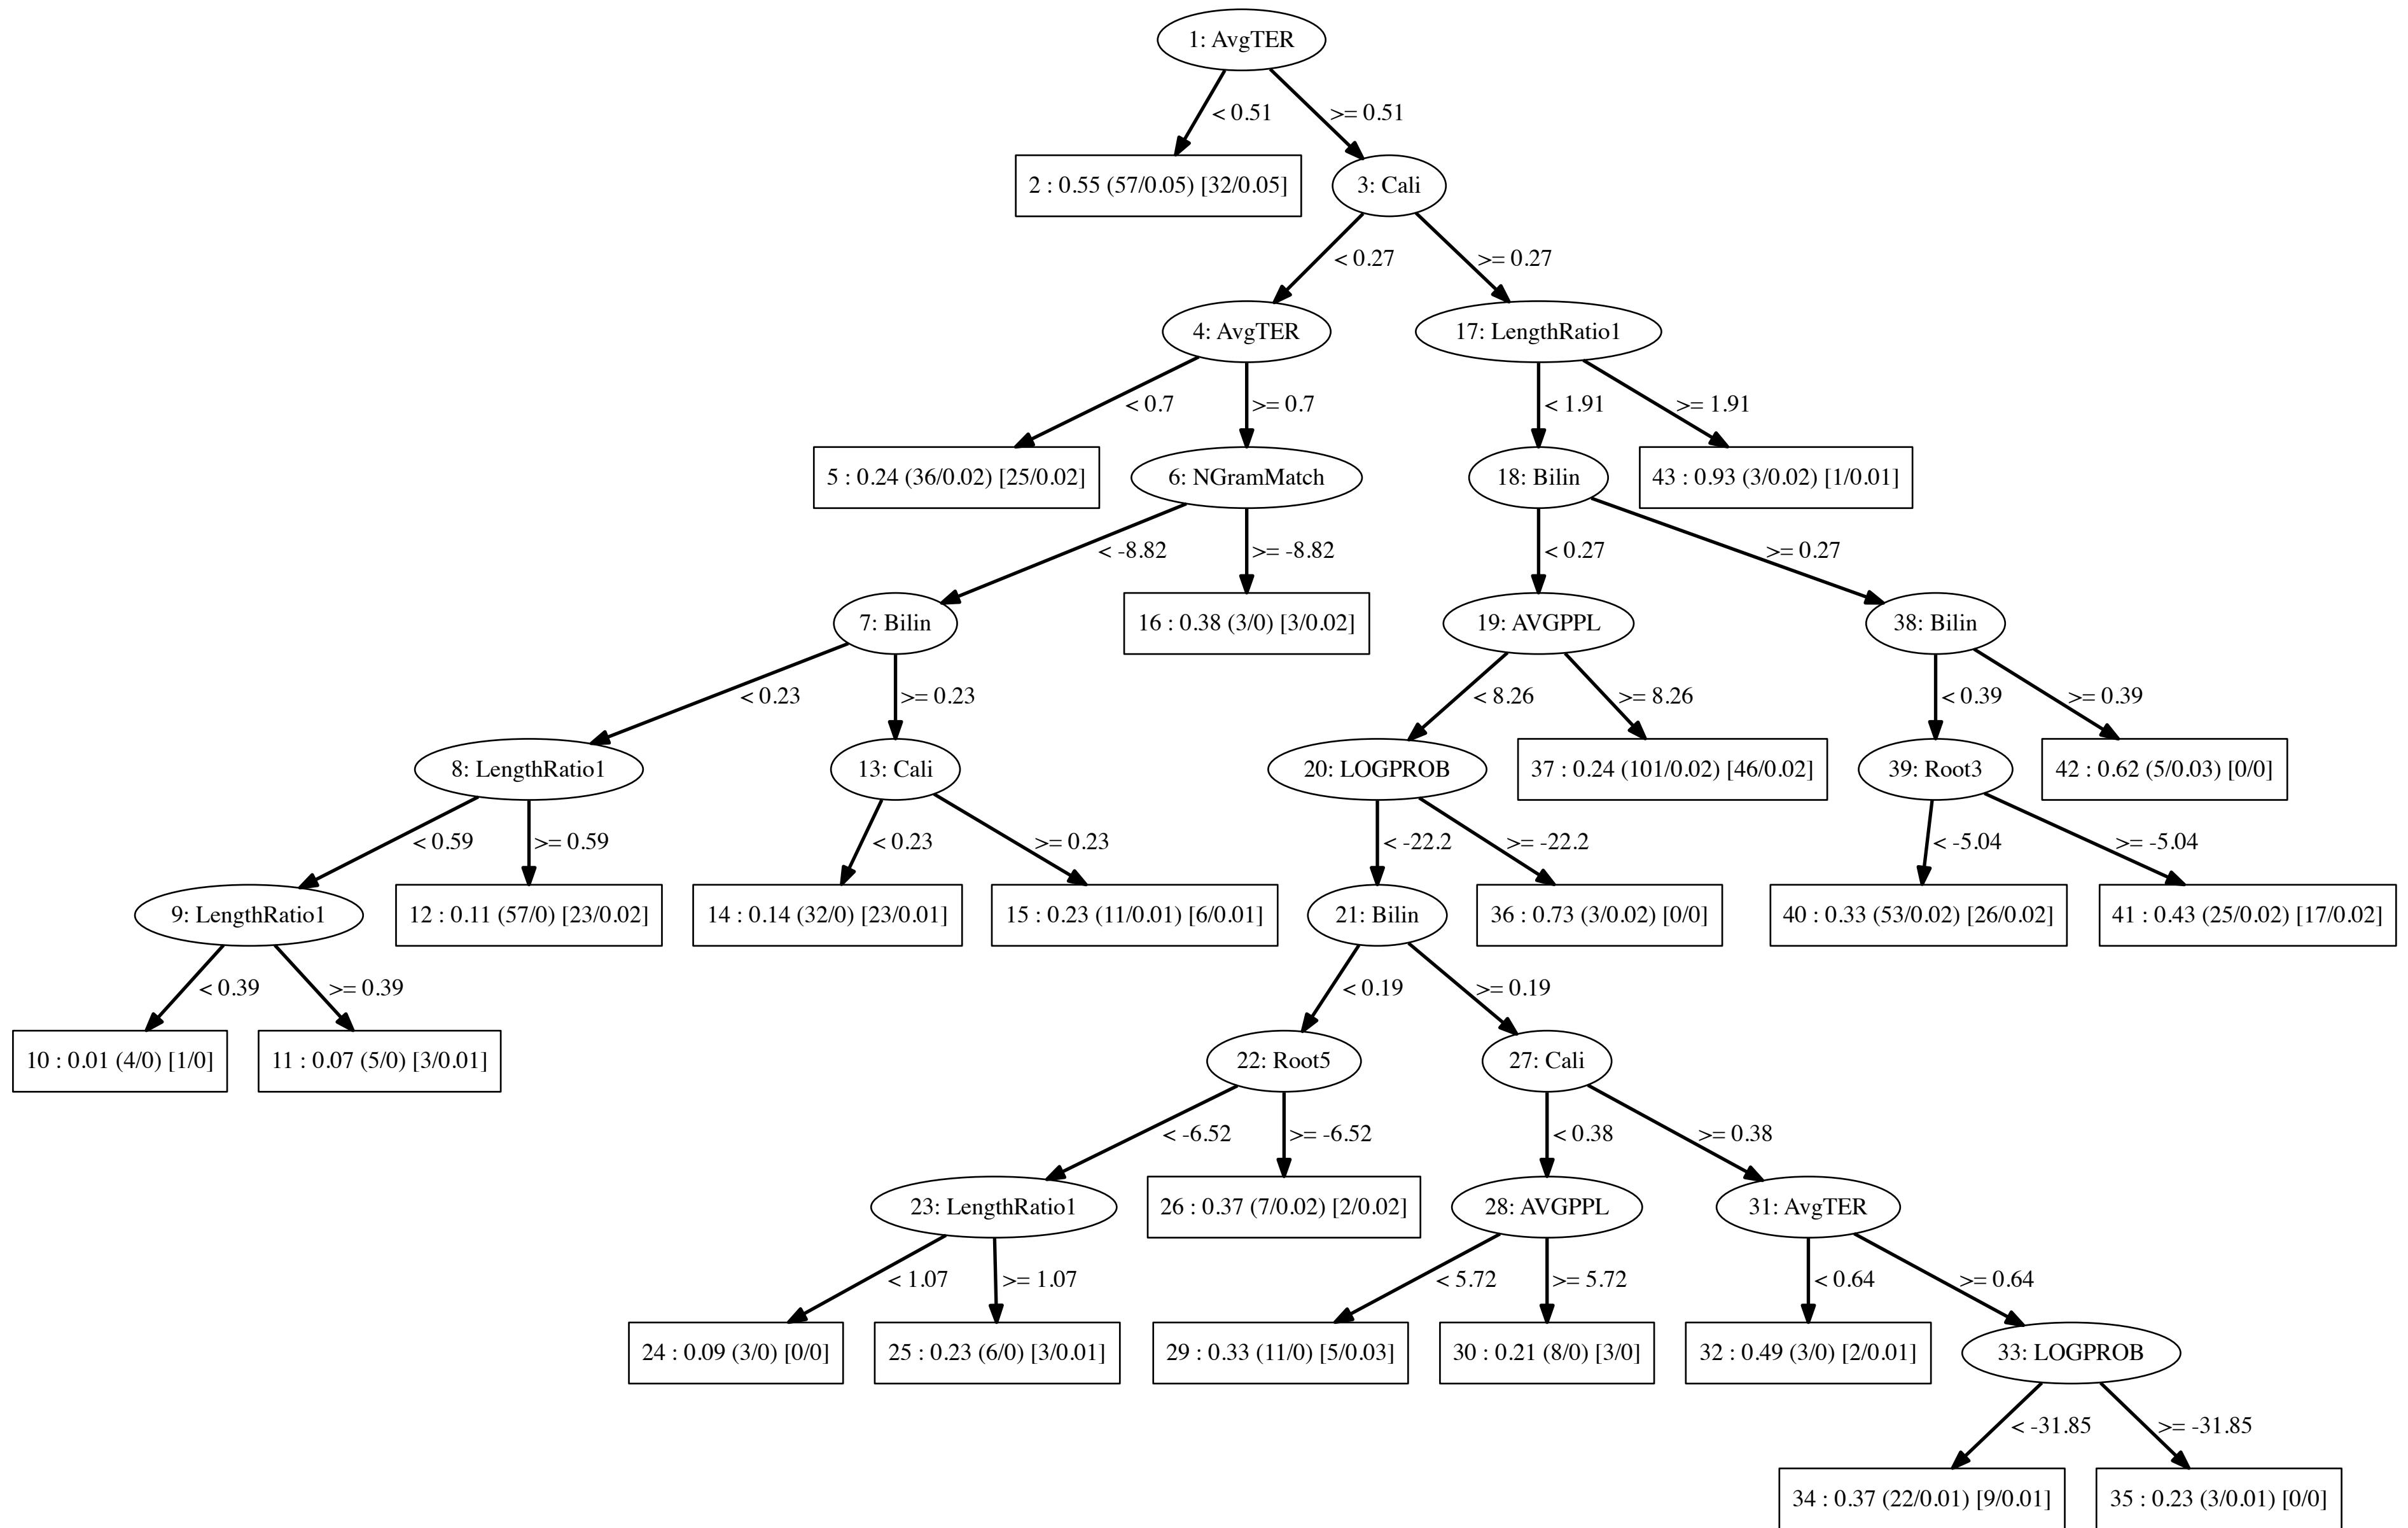 1: AvgTER
< 0.51
>= 0.51
2 : 0.55 (57/0.05) [32/0.05]
3: Cali
< 0.27
>= 0.27
4: AvgTER
17: LengthRatio1
< 0.7
>= 0.7
< 1.91
>= 1.91
5 : 0.24 (36/0.02) [25/0.02]
6: NGramMatch
18: Bilin
43 : 0.93 (3/0.02) [1/0.01]
< -8.82
>= -8.82
< 0.27
>= 0.27
7: Bilin
16 : 0.38 (3/0) [3/0.02]
19: AVGPPL
38: Bilin
< 0.23
>= 0.23
< 8.26
>= 8.26
< 0.39
>= 0.39
8: LengthRatio1
13: Cali
20: LOGPROB
37 : 0.24 (101/0.02) [46/0.02]
39: Root3
42 : 0.62 (5/0.03) [0/0]
< 0.59
>= 0.59
< 0.23
>= 0.23
< -22.2
>= -22.2
< -5.04
>= -5.04
9: LengthRatio1
12 : 0.11 (57/0) [23/0.02]
14 : 0.14 (32/0) [23/0.01]
15 : 0.23 (11/0.01) [6/0.01]
21: Bilin
36 : 0.73 (3/0.02) [0/0]
40 : 0.33 (53/0.02) [26/0.02]
41 : 0.43 (25/0.02) [17/0.02]
< 0.39
>= 0.39
< 0.19
>= 0.19
10 : 0.01 (4/0) [1/0]
11 : 0.07 (5/0) [3/0.01]
22: Root5
27: Cali
< -6.52
>= -6.52
< 0.38
>= 0.38
23: LengthRatio1
26 : 0.37 (7/0.02) [2/0.02]
28: AVGPPL
31: AvgTER
< 1.07
>= 1.07
< 5.72
>= 5.72
< 0.64
>= 0.64
24 : 0.09 (3/0) [0/0]
25 : 0.23 (6/0) [3/0.01]
29 : 0.33 (11/0) [5/0.03]
30 : 0.21 (8/0) [3/0]
32 : 0.49 (3/0) [2/0.01]
33: LOGPROB
< -31.85
>= -31.85
34 : 0.37 (22/0.01) [9/0.01]
35 : 0.23 (3/0.01) [0/0]